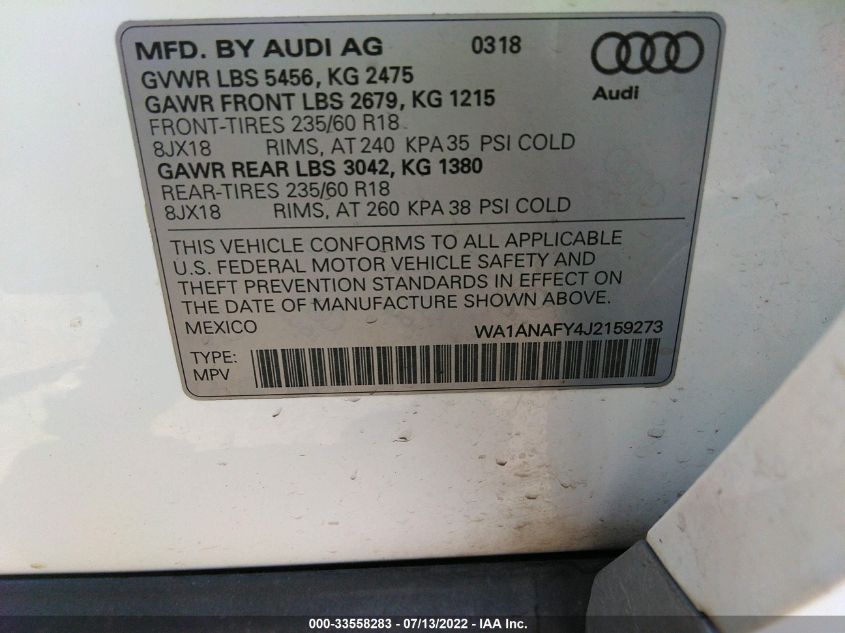 MFD. BY AUDI AG 0318
GVWR LBS 5456, KG 2475
GAWR FRONT LBS 2679, KG 1215
Audi
FRONT-TIRES 235/60 R18
8JX18 RIMS, AT 240 KPA 35 PSI COLD
GAWR REAR LBS 3042, KG 1380
REAR-TIRES 235/60 R18
8JX18 RIMS, AT 260 KPA 38 PSI COLD
THIS VEHICLE CONFORMS TO ALL APPLICABLE
U.S. FEDERAL MOTOR VEHICLE SAFETY AND
THEFT PREVENTION STANDARDS IN EFFECT ON
THE DATE OF MANUFACTURE SHOWN ABOVE.
MEXICO WA1ANAFY4J2159273
TYPE:
MPV
000-33558283 - 07/13/2022 - IAA Inc.